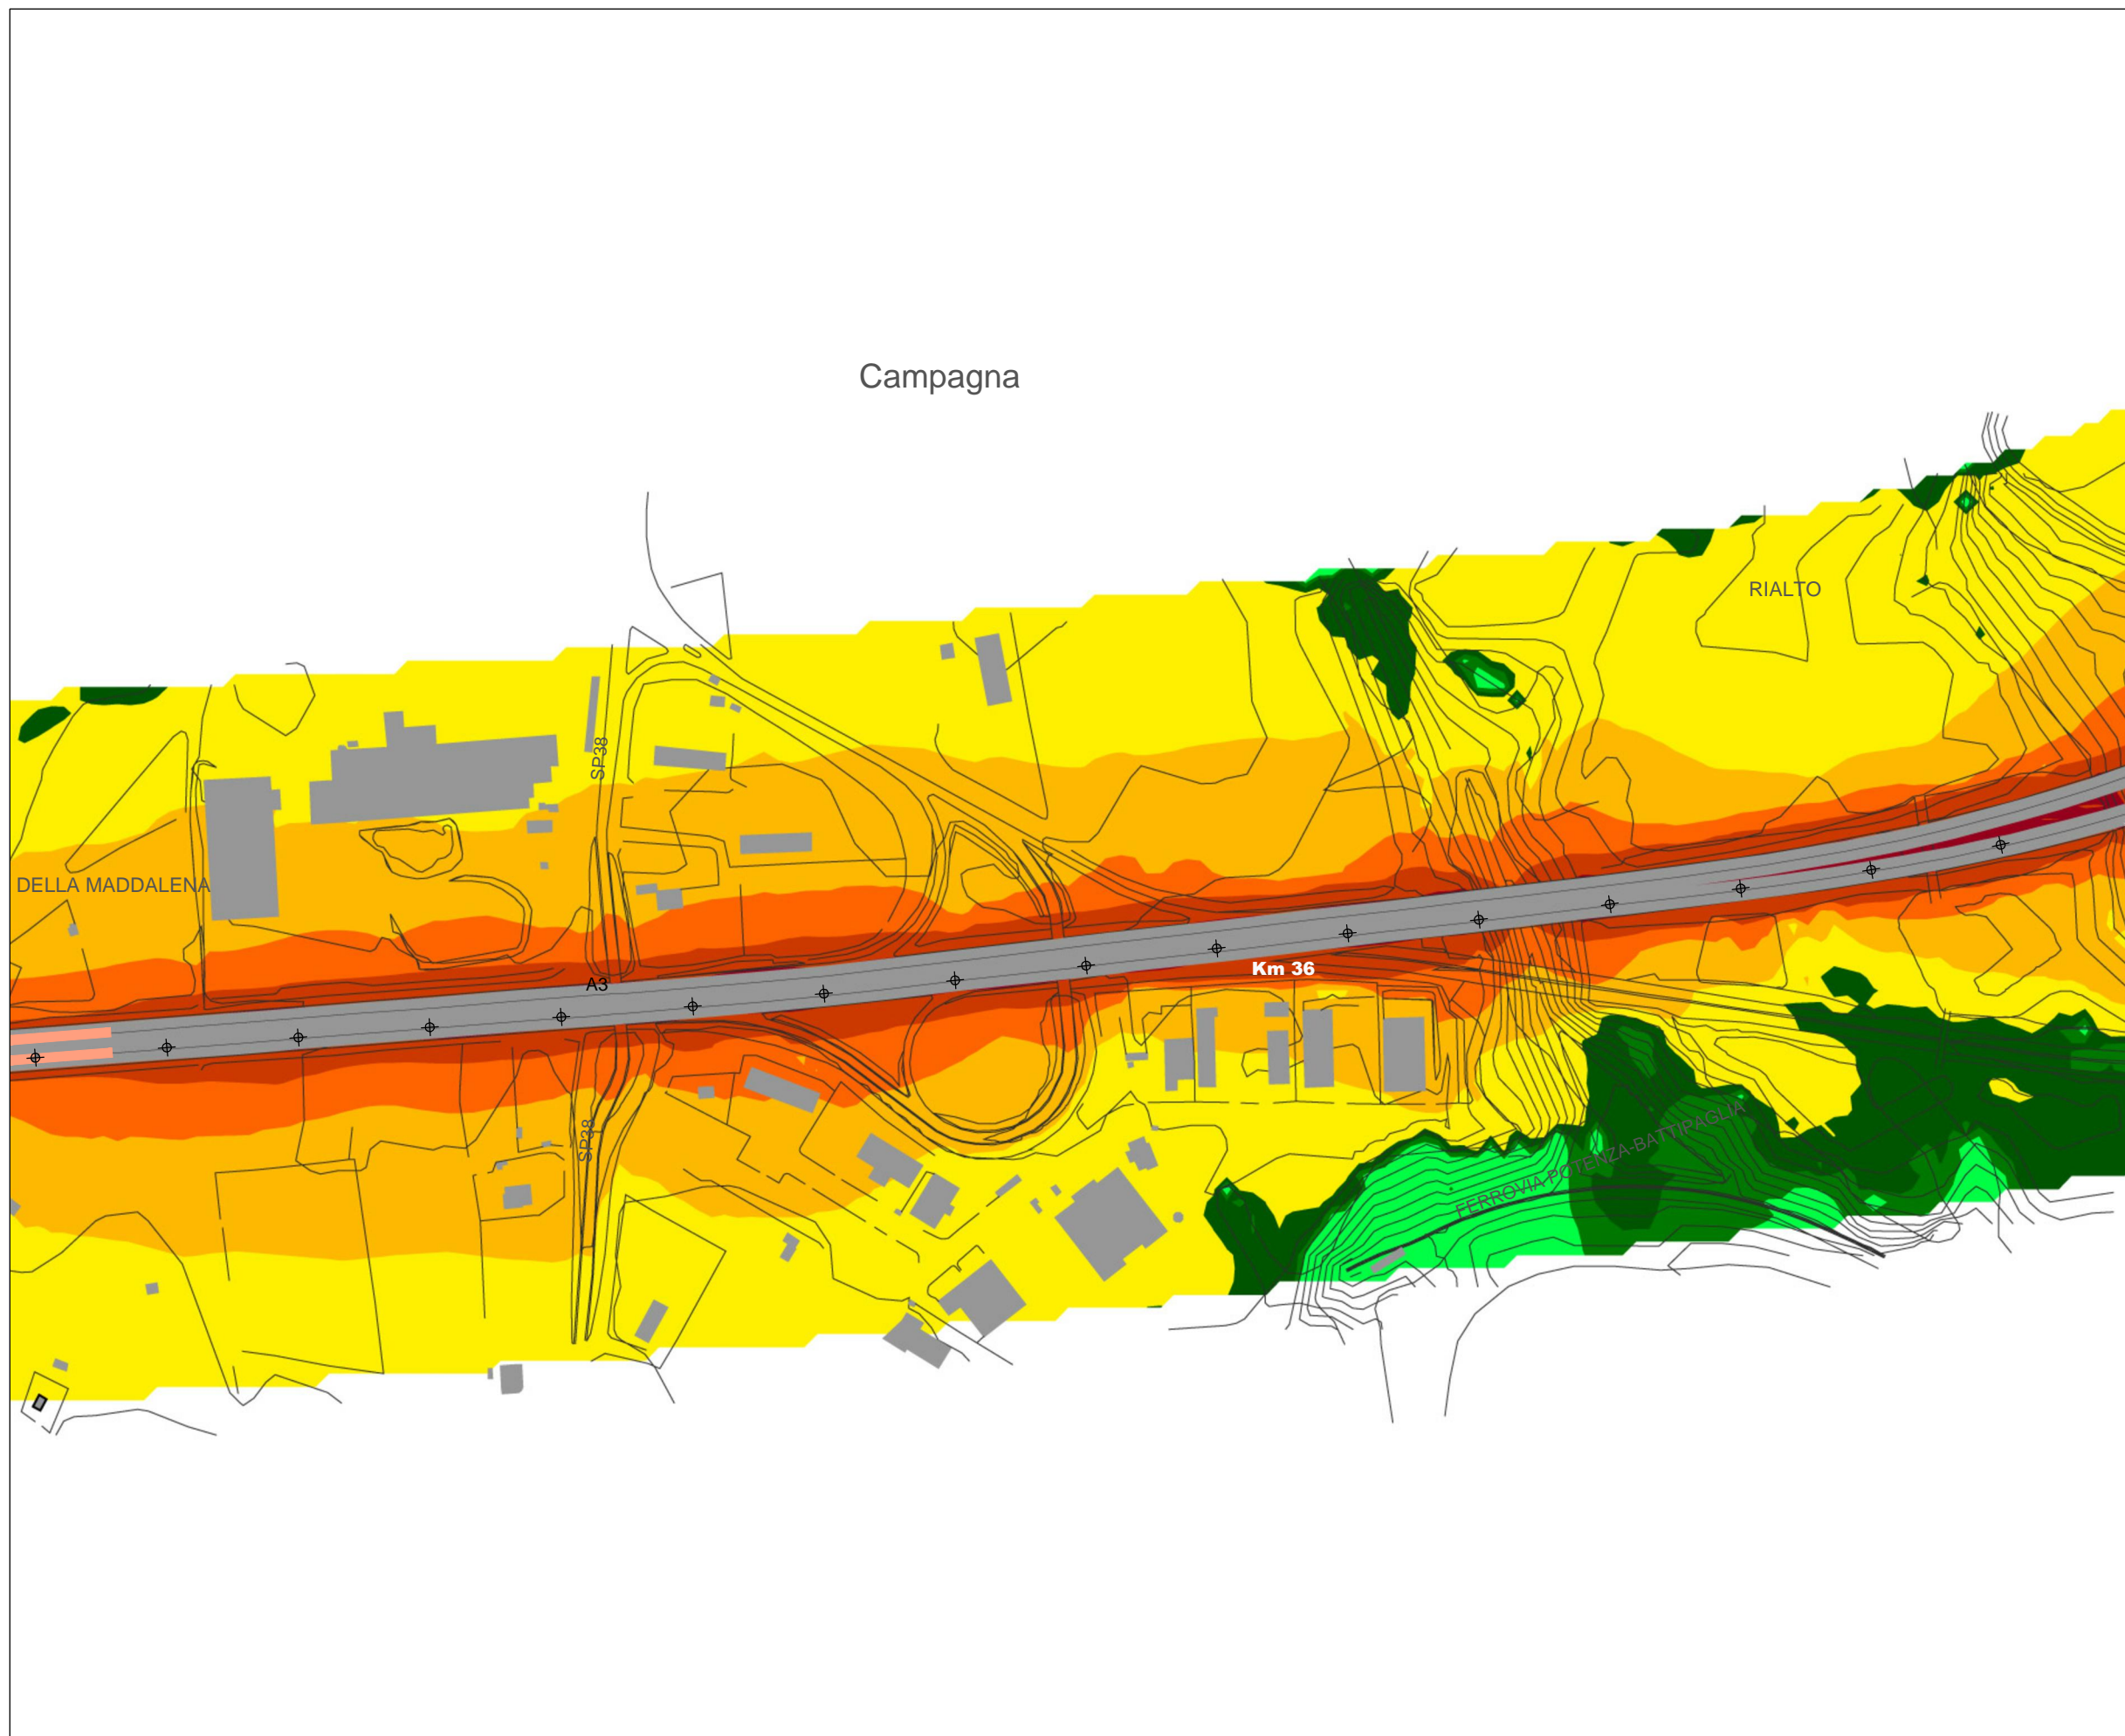 Campagna
RIALTO
SP38
DELLA MADDALENA
Km 36
A3
SP38
FERROVIA POTENZA-BATTIPAGLIA